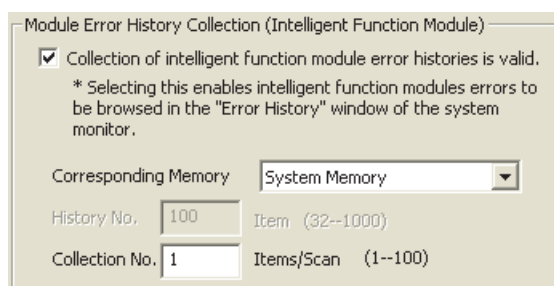 Module Error History Collection (Intelligent Function Module)
Collection of intelligent function module error histories is valid.
* Selecting this enables intelligent function modules errors to
be browsed in the "Error History" window of the system
monitor.
Corresponding Memory System Memory
History No. 100 Item (32--1000)
Collection No. 1 Items/Scan (1--100)